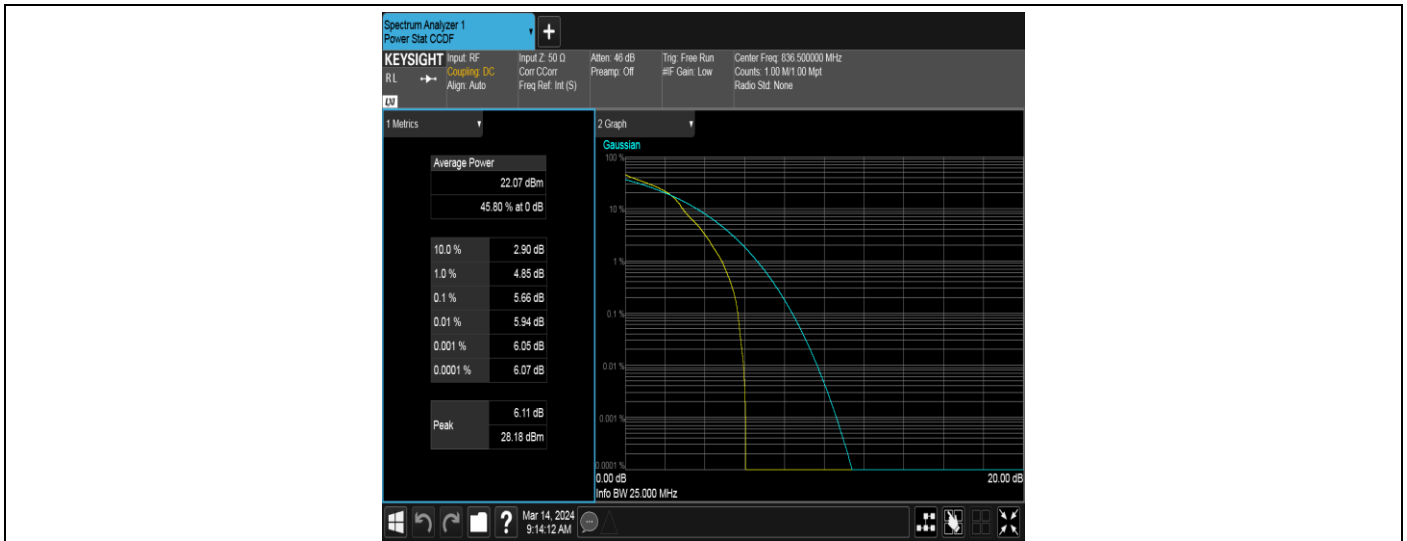 Spectrum Analyzer 1
Power Stat CCDF
+
KEYSIGHT
RL
LXI
Input: RF
Coupling: DC
Align: Auto
Input Z: 50 Ω
Corr CCorr
Freq Ref: Int (S)
Atten: 46 dB
Preamp: Off
Trig: Free Run
#IF Gain: Low
Center Freq: 836.500000 MHz
Counts: 1.00 M/1.00 Mpt
Radio Std: None
1 Metrics
Average Power
22.07 dBm
45.80 % at 0 dB
10.0 % 2.90 dB
1.0 % 4.85 dB
0.1 % 5.66 dB
0.01 % 5.94 dB
0.001 % 6.05 dB
0.0001 % 6.07 dB
Peak
6.11 dB
28.18 dBm
2 Graph
Gaussian
100 %
10 %
1 %
0.1 %
0.01 %
0.001 %
0.0001 %
0.00 dB
20.00 dB
Info BW 25.000 MHz
?
Mar 14, 2024
9:14:12 AM